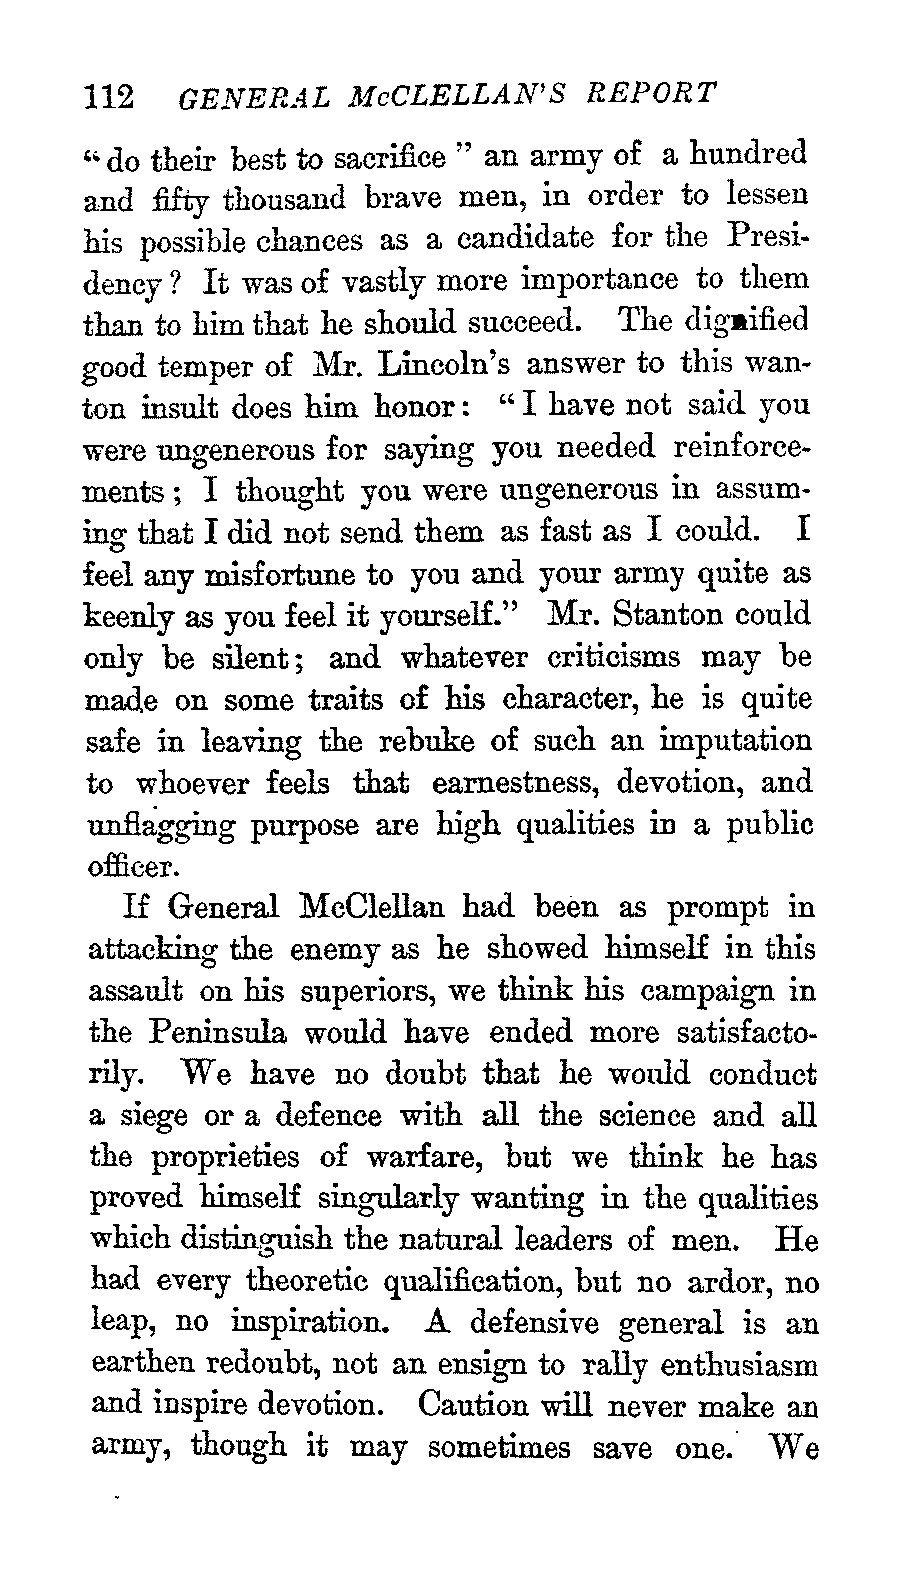 112 GENERAL McCLELLAN'S REPORT
“do their best to sacrifice” an army of a hundred
and fifty thousand brave men, in order to lessen
his possible chances as a candidate for the Presi-
dency? It was of vastly more importance to them
than to him that he should succeed. The dignified
good temper of Mr. Lincoln's answer to this wan-
ton insult does him honor: “I have not said you
were ungenerous for saying you needed reinforce-
ments; I thought you were ungenerous in assum-
ing that I did not send them as fast as I could. I
feel any misfortune to you and your army quite as
keenly as you feel it yourself.” Mr. Stanton could
only be silent; and whatever criticisms may be
made on some traits of his character, he is quite
safe in leaving the rebuke of such an imputation
to whoever feels that earnestness, devotion, and
unflagging purpose are high qualities in a public
officer.
If General McClellan had been as prompt in
attacking the enemy as he showed himself in this
assault on his superiors, we think his campaign in
the Peninsula would have ended more satisfacto-
rily. We have no doubt that he would conduct
a siege or a defence with all the science and all
the proprieties of warfare, but we think he has
proved himself singularly wanting in the qualities
which distinguish the natural leaders of men. He
had every theoretic qualification, but no ardor, no
leap, no inspiration. A defensive general is an
earthen redoubt, not an ensign to rally enthusiasm
and inspire devotion. Caution will never make an
army, though it may sometimes save one. We